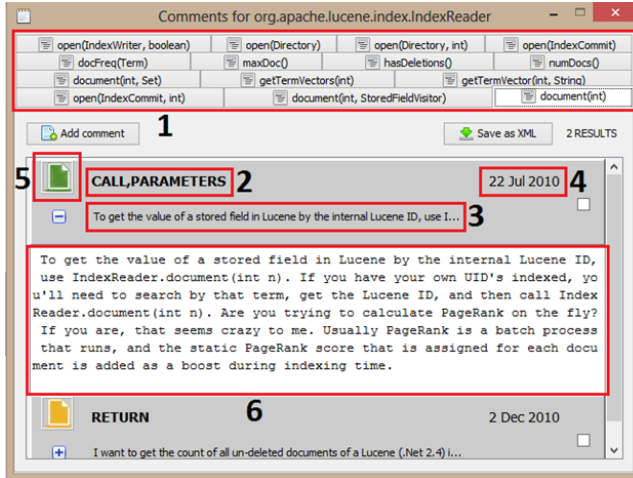 Comments for org.apache.lucene.index.IndexReader
open(IndexWriter, boolean) open(Directory) open(Directory, int) open(IndexCommit)
docFreq(Term) maxDoc() hasDeletions() numDocs()
document(int, Set) getTermVectors(int) getTermVector(int, String)
open(IndexCommit, int) document(int, StoredFieldVisitor) document(int)
Add comment 1 Save as XML 2 RESULTS
5 CALL,PARAMETERS 2 22 Jul 2010 4
To get the value of a stored field in Lucene by the internal Lucene ID, use I... 3
To get the value of a stored field in Lucene by the internal Lucene ID,
use IndexReader.document(int n). If you have your own UID's indexed, yo
u'll need to search by that term, get the Lucene ID, and then call Index
Reader.document(int n). Are you trying to calculate PageRank on the fly?
If you are, that seems crazy to me. Usually PageRank is a batch process
that runs, and the static PageRank score that is assigned for each docu
ment is added as a boost during indexing time.
RETURN 6 2 Dec 2010
I want to get the count of all un-deleted documents of a Lucene (.Net 2.4) i...